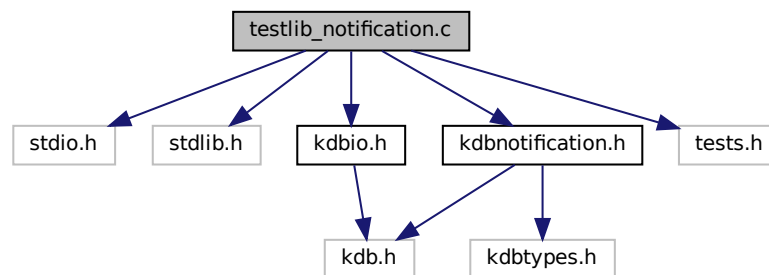 testlib_notification.c
stdio.h
stdlib.h
kdbio.h
kdbnotification.h
tests.h
kdb.h
kdbtypes.h